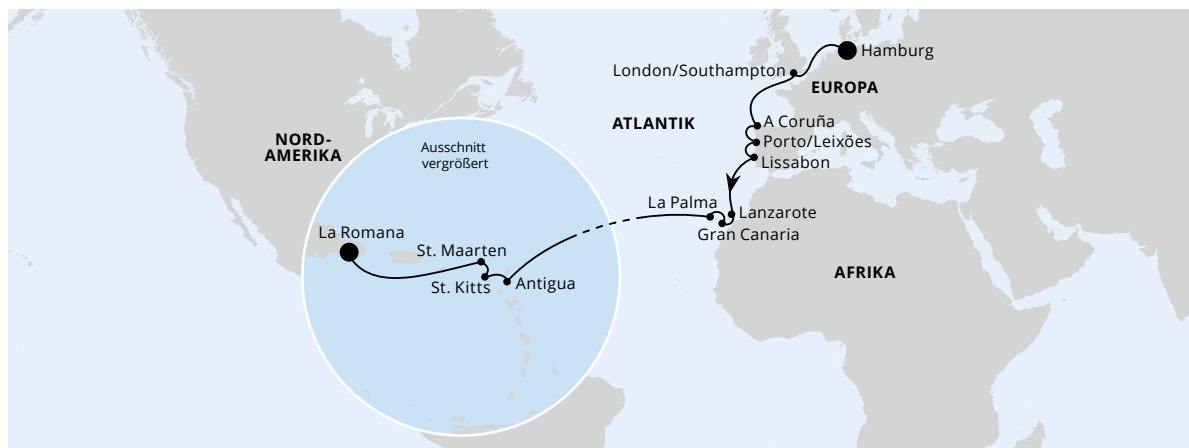 Hamburg
London/Southampton
EUROPA
A Coruña
ATLANTIK
Porto/Leixões
Lissabon
NORD-
AMERIKA
Ausschnitt
vergrößert
La Palma
Lanzarote
Gran Canaria
La Romana
St. Maarten
St. Kitts
Antigua
AFRIKA